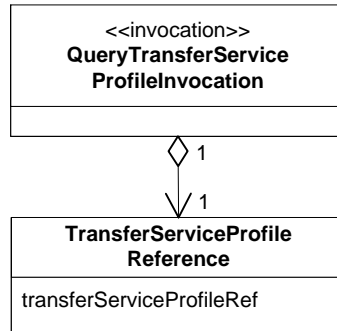 <<invocation>>
QueryTransferService
ProfileInvocation
1
1
TransferServiceProfile
Reference
transferServiceProfileRef